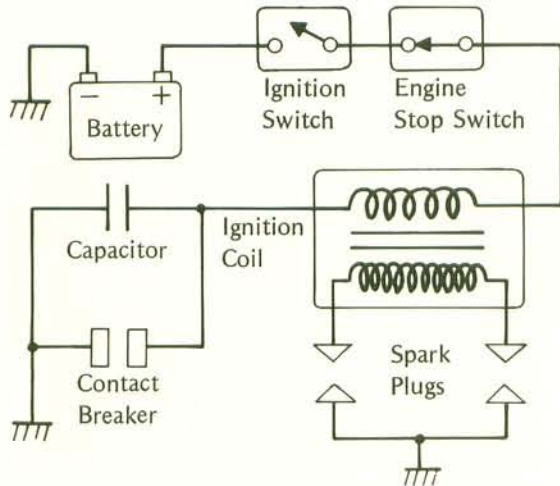 − +
Battery
Ignition
Switch
Engine
Stop Switch
Capacitor
Ignition
Coil
Contact
Breaker
Spark
Plugs